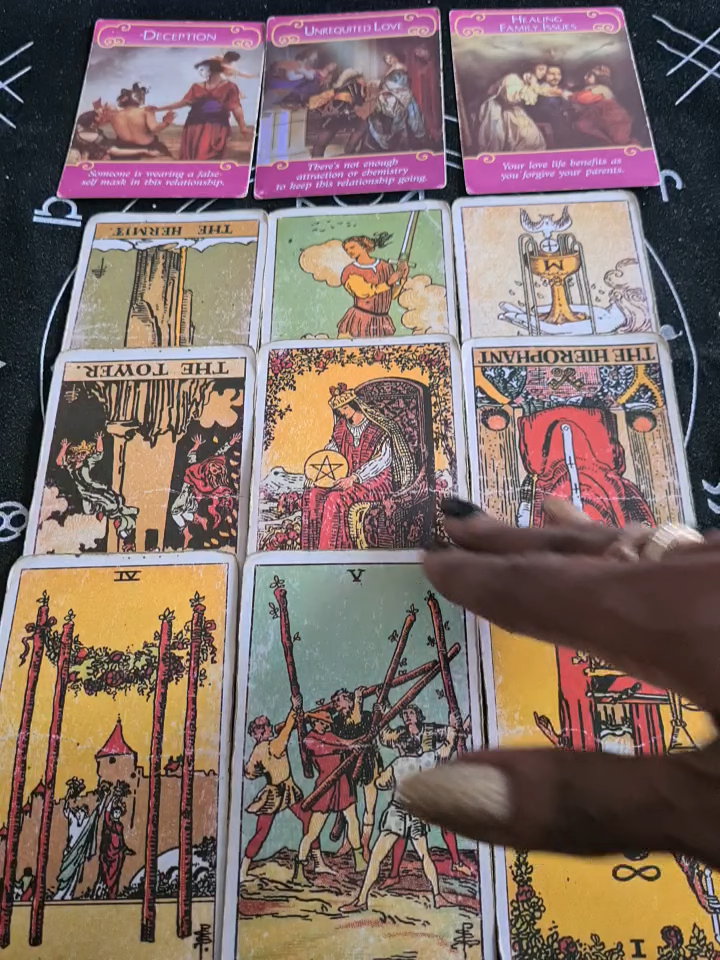 DECEPTION
Someone is wearing a false-
self mask in this relationship.
UNREQUITED LOVE
There's not enough
attraction or chemistry
to keep this relationship going.
HEALING
FAMILY ISSUES
Your love life benefits as
you forgive your parents.
THE HERMIT.
M
THE TOWER.
THE HIEROPHANT
IV
V
I